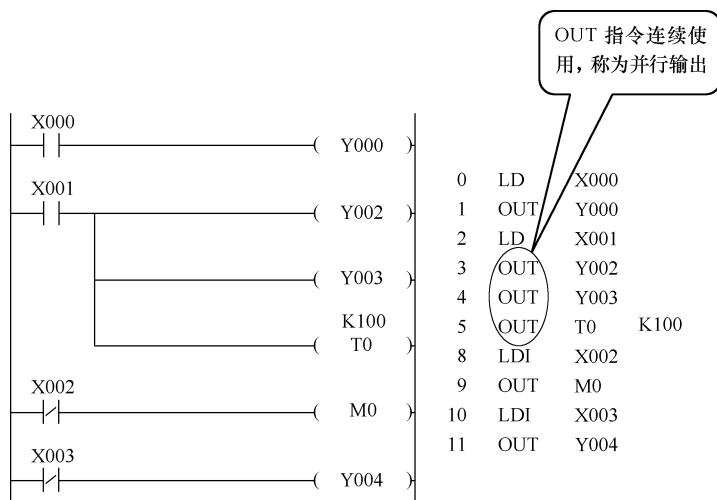 OUT 指令连续使
用，称为并行输出
X000
( Y000 )
X001
( Y002 )
( Y003 )
K100
( T0 )
X002
( M0 )
X003
( Y004 )
0 LD X000
1 OUT Y000
2 LD X001
3 OUT Y002
4 OUT Y003
5 OUT T0 K100
8 LDI X002
9 OUT M0
10 LDI X003
11 OUT Y004